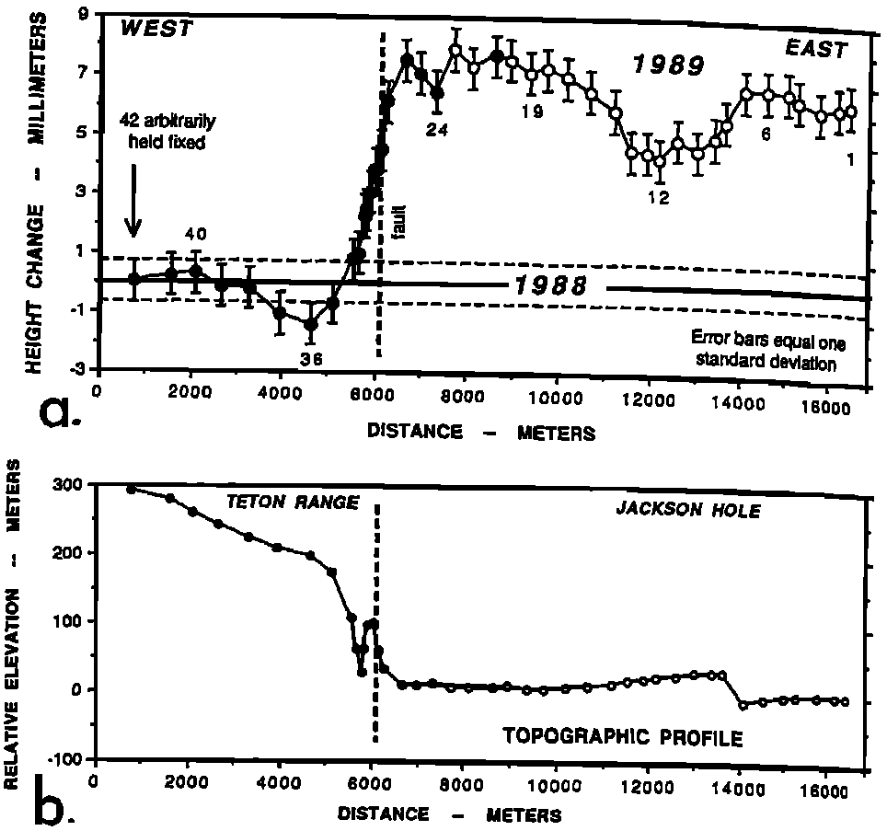 9
7
5
3
1
-1
-3
HEIGHT CHANGE -- MILLIMETERS
WEST
EAST
1989
42 arbitrarily
held fixed
40
36
24
19
12
6
1
fault
1988
Error bars equal one
standard deviation
0 2000 4000 6000 8000 10000 12000 14000 16000
DISTANCE -- METERS
a.
300
200
100
0
-100
RELATIVE ELEVATION -- METERS
TETON RANGE
JACKSON HOLE
TOPOGRAPHIC PROFILE
0 2000 4000 6000 8000 10000 12000 14000 16000
DISTANCE -- METERS
b.